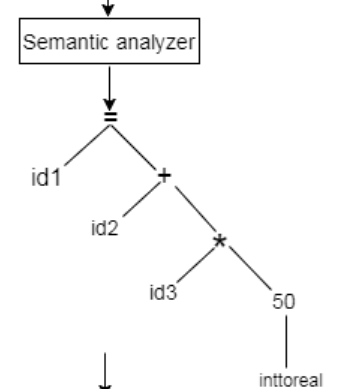 Semantic analyzer
=
id1
+
id2
*
id3
50
inttoreal